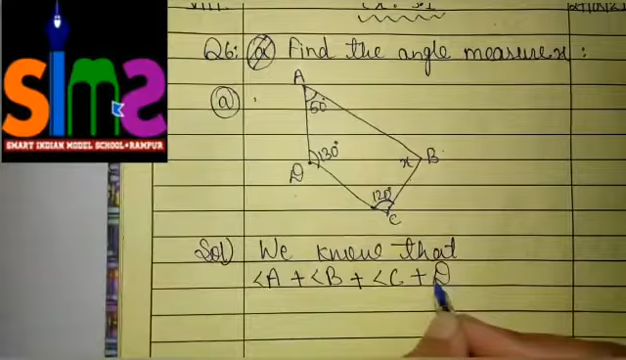 SIMS
SMART INDIAN MODEL SCHOOL • RAMPUR
Q6: (a) Find the angle measure x :
(a)
A
50°
130°
D
x
B
120°
C
Sol) We know that
<A + <B + <C + D